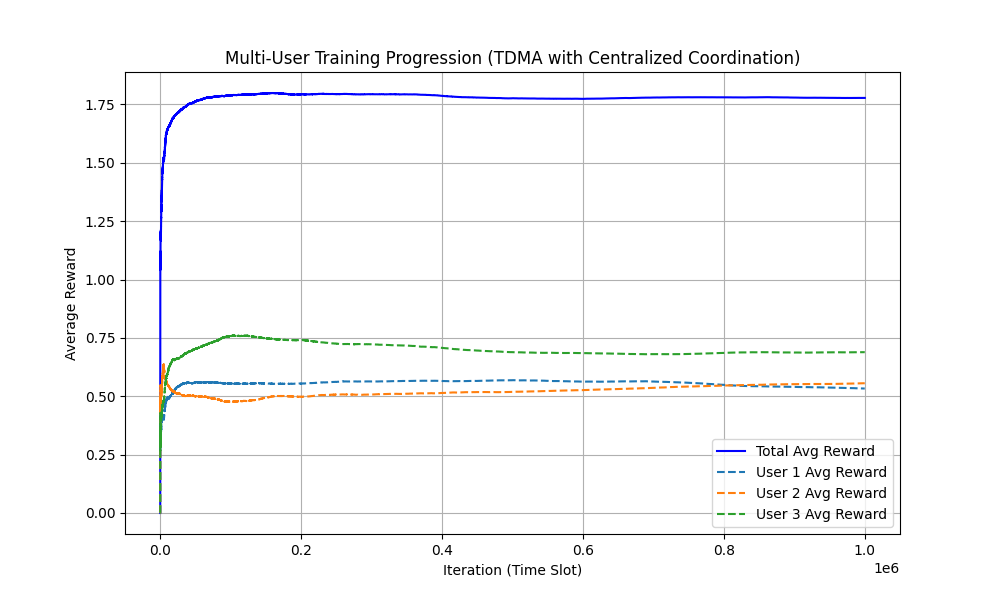 Multi-User Training Progression (TDMA with Centralized Coordination)
Average Reward
1.75
1.50
1.25
1.00
0.75
0.50
0.25
0.00
Total Avg Reward
User 1 Avg Reward
User 2 Avg Reward
User 3 Avg Reward
0.0 0.2 0.4 0.6 0.8 1.0
1e6
Iteration (Time Slot)